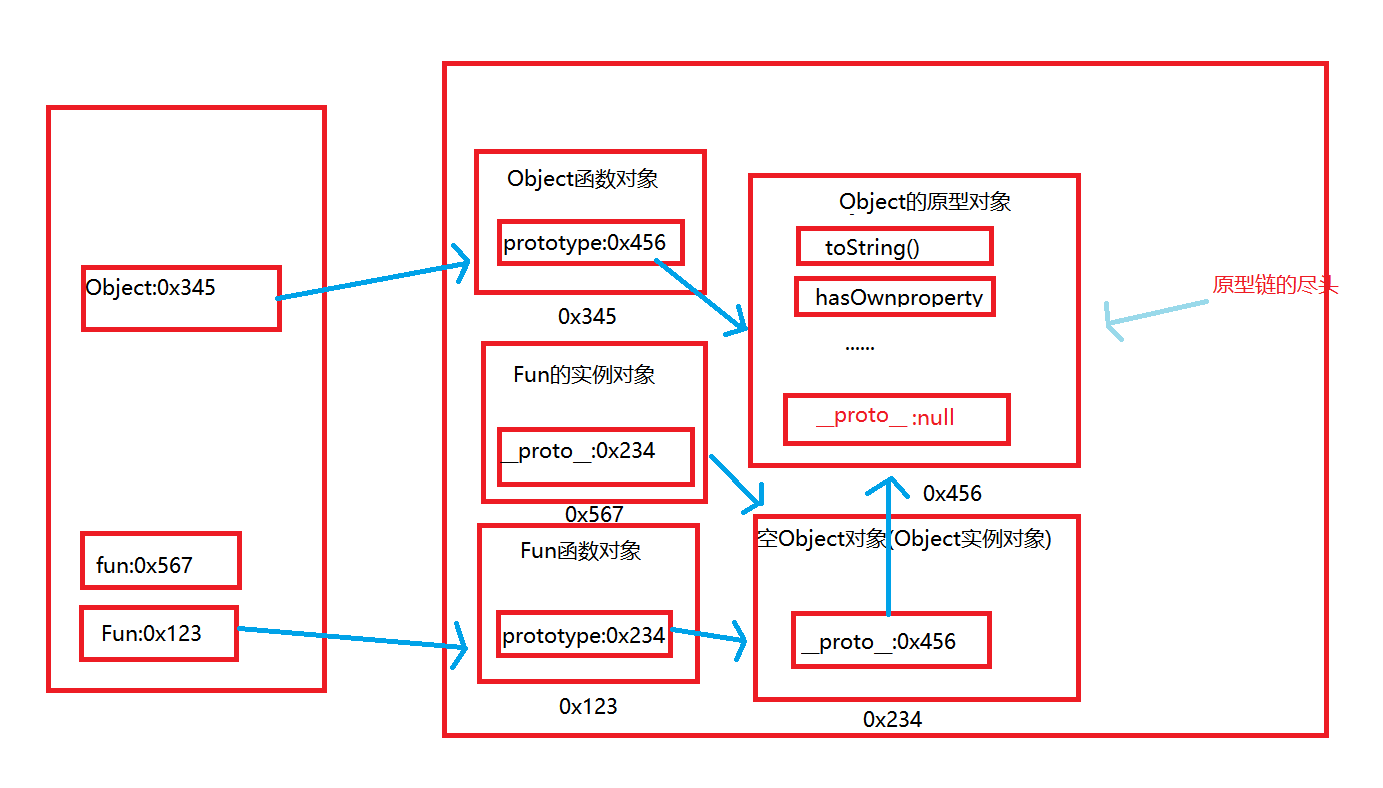 Object:0x345
fun:0x567
Fun:0x123
Object函数对象
prototype:0x456
0x345
Fun的实例对象
__proto__:0x234
0x567
Fun函数对象
prototype:0x234
0x123
Object的原型对象
toString()
hasOwnproperty
......
__proto__ :null
0x456
空Object对象(Object实例对象)
__proto__:0x456
0x234
原型链的尽头